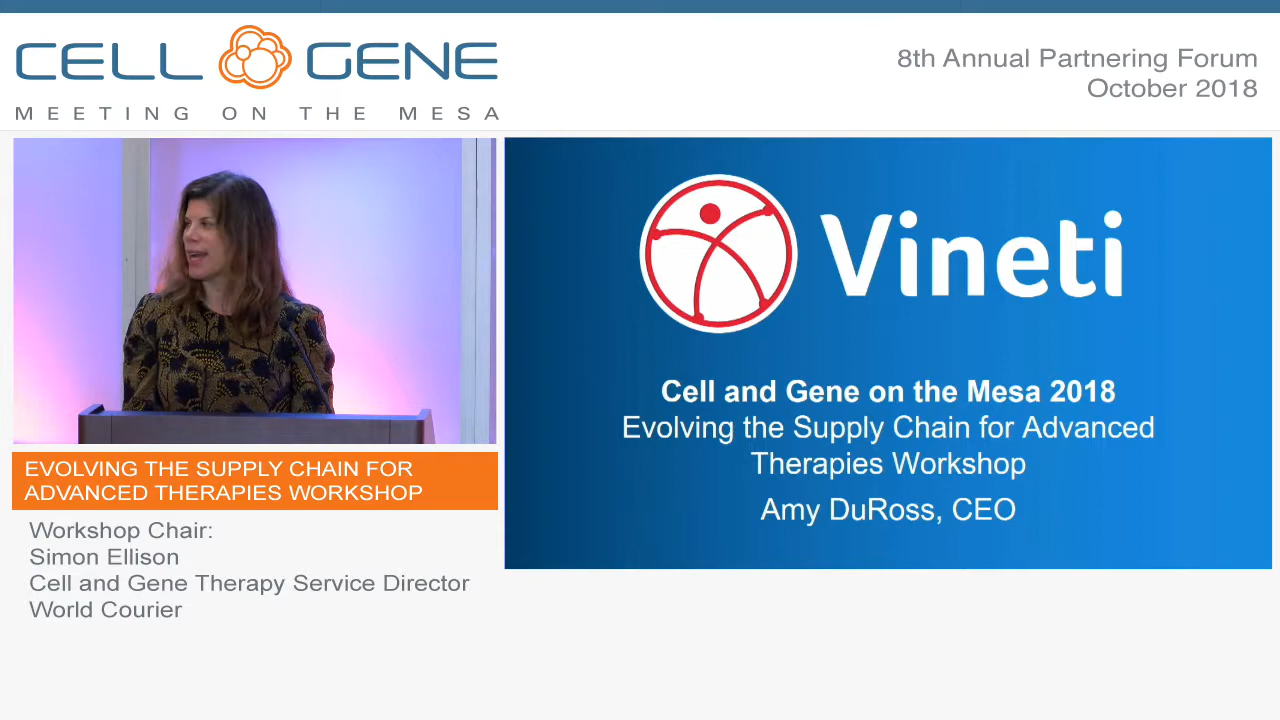 CELL GENE
MEETING ON THE MESA
8th Annual Partnering Forum
October 2018
Vineti
Cell and Gene on the Mesa 2018
Evolving the Supply Chain for Advanced
Therapies Workshop
Amy DuRoss, CEO
EVOLVING THE SUPPLY CHAIN FOR
ADVANCED THERAPIES WORKSHOP
Workshop Chair:
Simon Ellison
Cell and Gene Therapy Service Director
World Courier